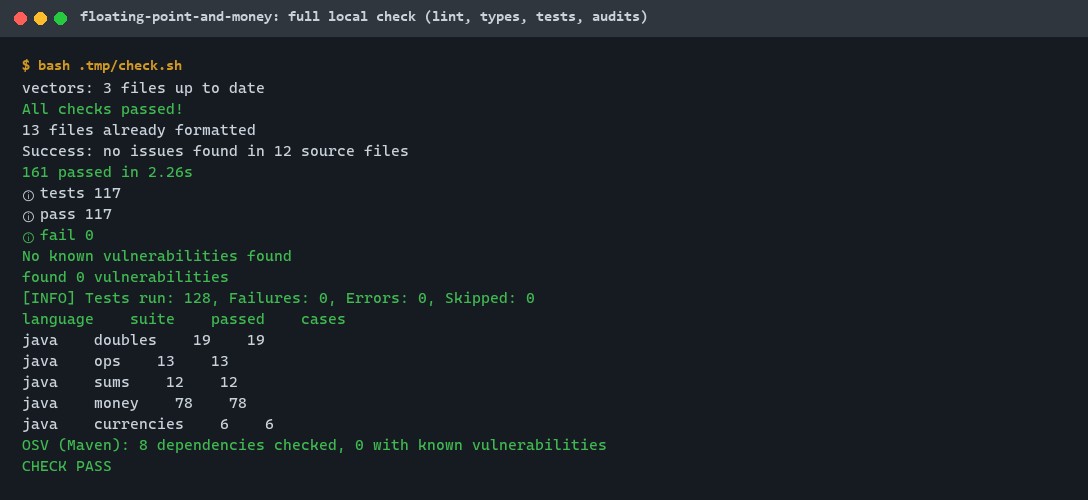 floating-point-and-money: full local check (lint, types, tests, audits)
$ bash .tmp/check.sh
vectors: 3 files up to date
All checks passed!
13 files already formatted
Success: no issues found in 12 source files
161 passed in 2.26s
ⓘ tests 117
ⓘ pass 117
ⓘ fail 0
No known vulnerabilities found
found 0 vulnerabilities
[INFO] Tests run: 128, Failures: 0, Errors: 0, Skipped: 0
language    suite    passed    cases
java    doubles    19    19
java    ops    13    13
java    sums    12    12
java    money    78    78
java    currencies    6    6
OSV (Maven): 8 dependencies checked, 0 with known vulnerabilities
CHECK PASS